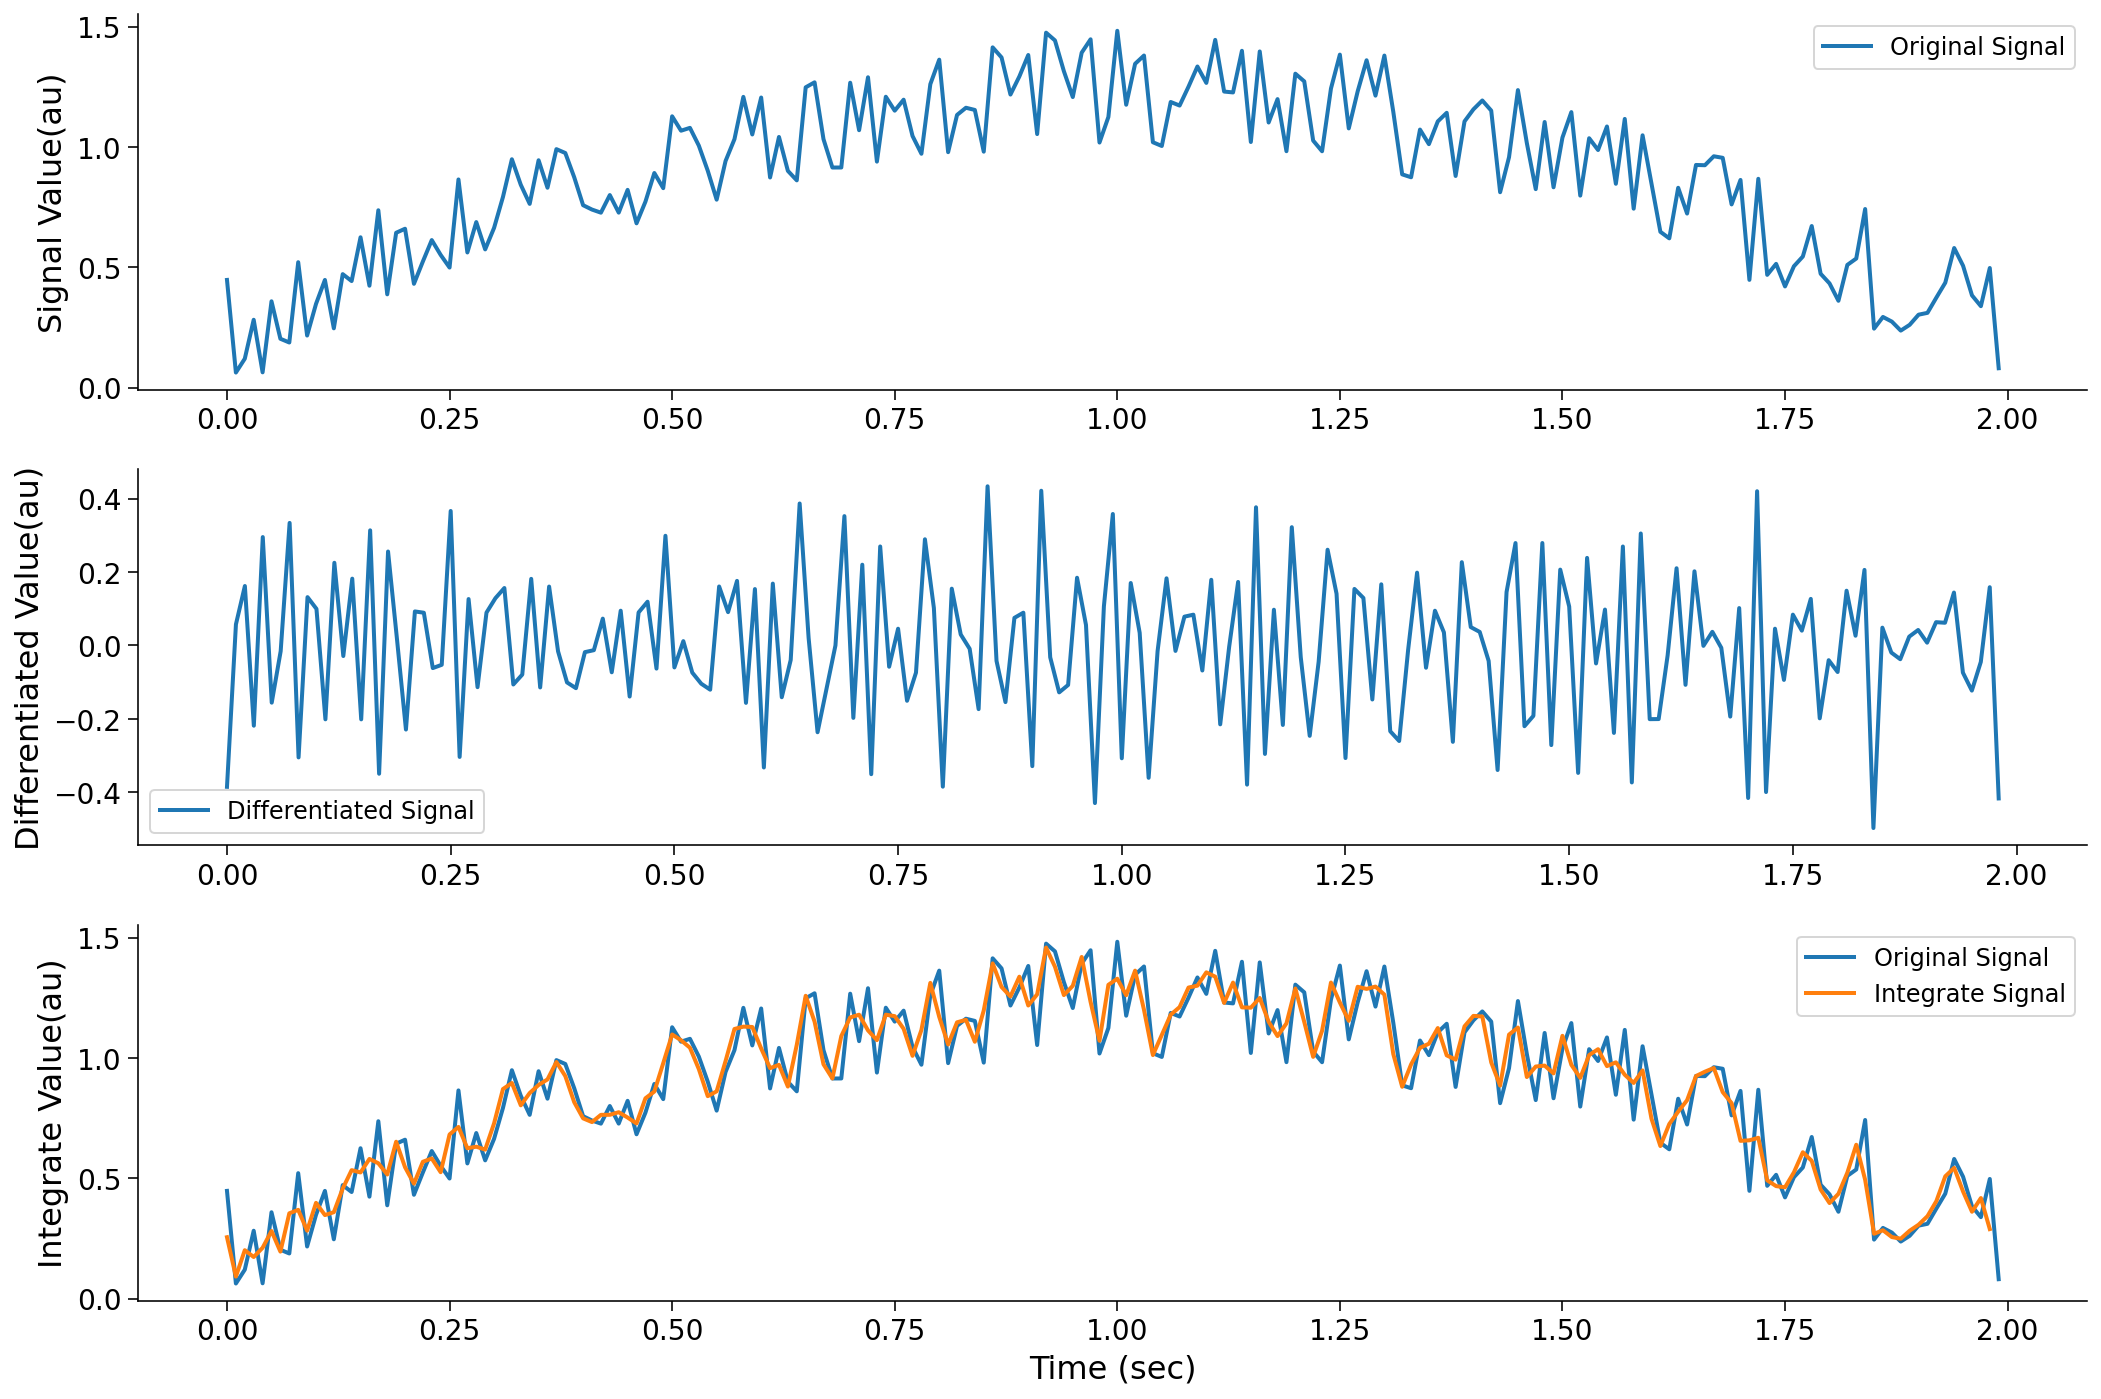 Signal Value(au)
1.5
1.0
0.5
0.0
Original Signal
0.00 0.25 0.50 0.75 1.00 1.25 1.50 1.75 2.00
Differentiated Value(au)
0.4
0.2
0.0
−0.2
−0.4
Differentiated Signal
0.00 0.25 0.50 0.75 1.00 1.25 1.50 1.75 2.00
Integrate Value(au)
1.5
1.0
0.5
0.0
Original Signal
Integrate Signal
0.00 0.25 0.50 0.75 1.00 1.25 1.50 1.75 2.00
Time (sec)